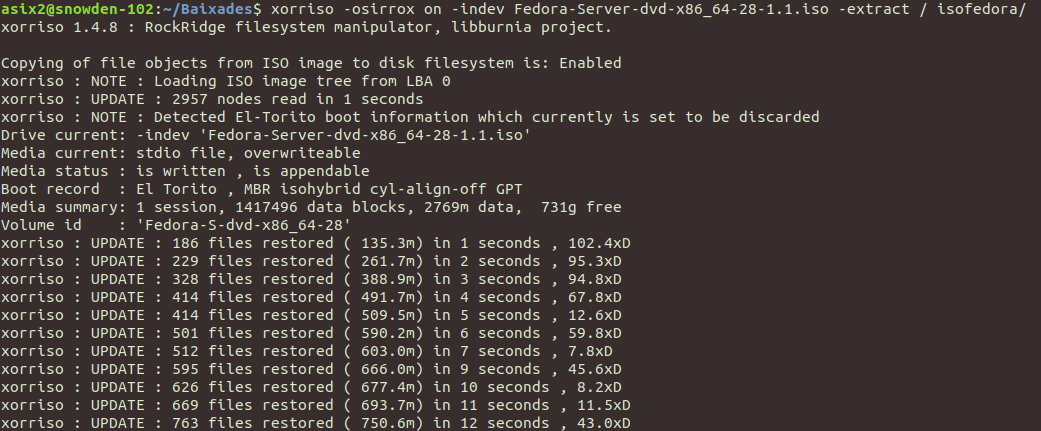 asix2@snowden-102:~/Baixades$ xorriso -osirrox on -indev Fedora-Server-dvd-x86_64-28-1.1.iso -extract / isofedora/
xorriso 1.4.8 : RockRidge filesystem manipulator, libburnia project.
Copying of file objects from ISO image to disk filesystem is: Enabled
xorriso : NOTE : Loading ISO image tree from LBA 0
xorriso : UPDATE : 2957 nodes read in 1 seconds
xorriso : NOTE : Detected El-Torito boot information which currently is set to be discarded
Drive current: -indev 'Fedora-Server-dvd-x86_64-28-1.1.iso'
Media current: stdio file, overwriteable
Media status : is written , is appendable
Boot record  : El Torito , MBR isohybrid cyl-align-off GPT
Media summary: 1 session, 1417496 data blocks, 2769m data,  731g free
Volume id    : 'Fedora-S-dvd-x86_64-28'
xorriso : UPDATE : 186 files restored ( 135.3m) in 1 seconds , 102.4xD
xorriso : UPDATE : 229 files restored ( 261.7m) in 2 seconds , 95.3xD
xorriso : UPDATE : 328 files restored ( 388.9m) in 3 seconds , 94.8xD
xorriso : UPDATE : 414 files restored ( 491.7m) in 4 seconds , 67.8xD
xorriso : UPDATE : 414 files restored ( 509.5m) in 5 seconds , 12.6xD
xorriso : UPDATE : 501 files restored ( 590.2m) in 6 seconds , 59.8xD
xorriso : UPDATE : 512 files restored ( 603.0m) in 7 seconds , 7.8xD
xorriso : UPDATE : 595 files restored ( 666.0m) in 9 seconds , 45.6xD
xorriso : UPDATE : 626 files restored ( 677.4m) in 10 seconds , 8.2xD
xorriso : UPDATE : 669 files restored ( 693.7m) in 11 seconds , 11.5xD
xorriso : UPDATE : 763 files restored ( 750.6m) in 12 seconds , 43.0xD